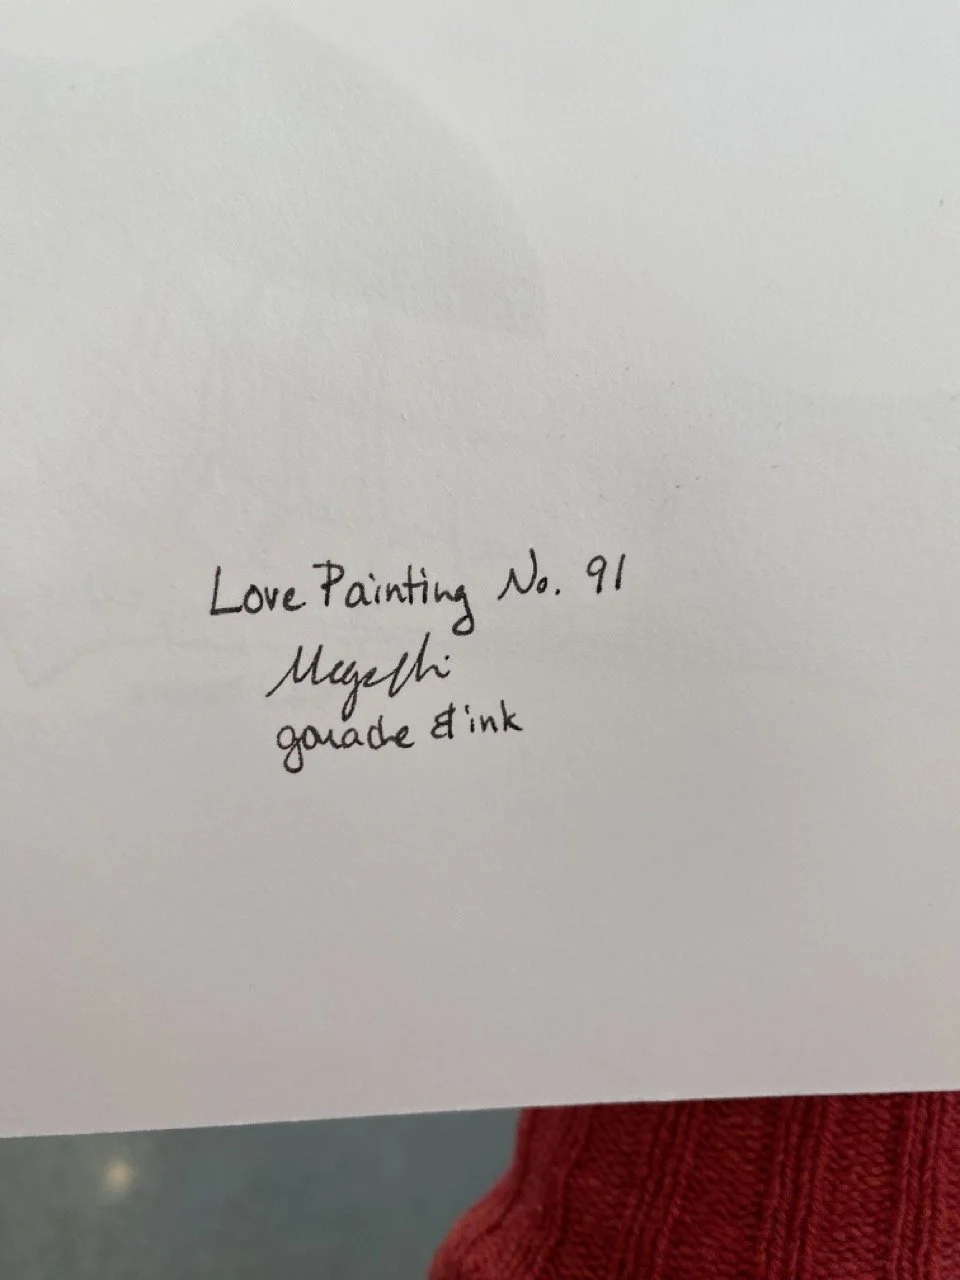 Love Painting No. 91
gouache & ink